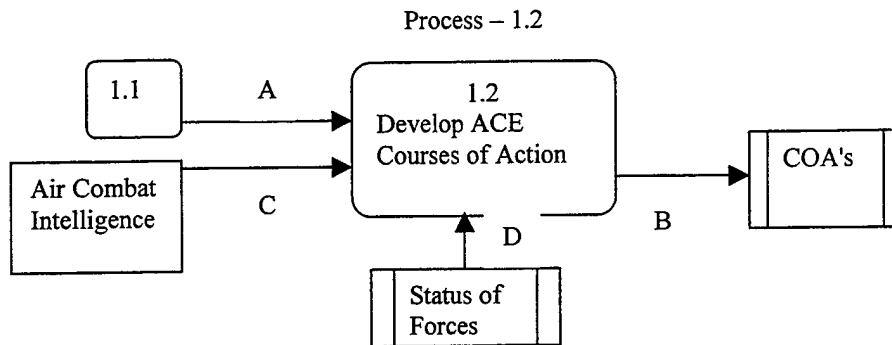 Process – 1.2
1.1
A
1.2
Develop ACE
Courses of Action
COA's
Air Combat
Intelligence
C
D
B
Status of
Forces